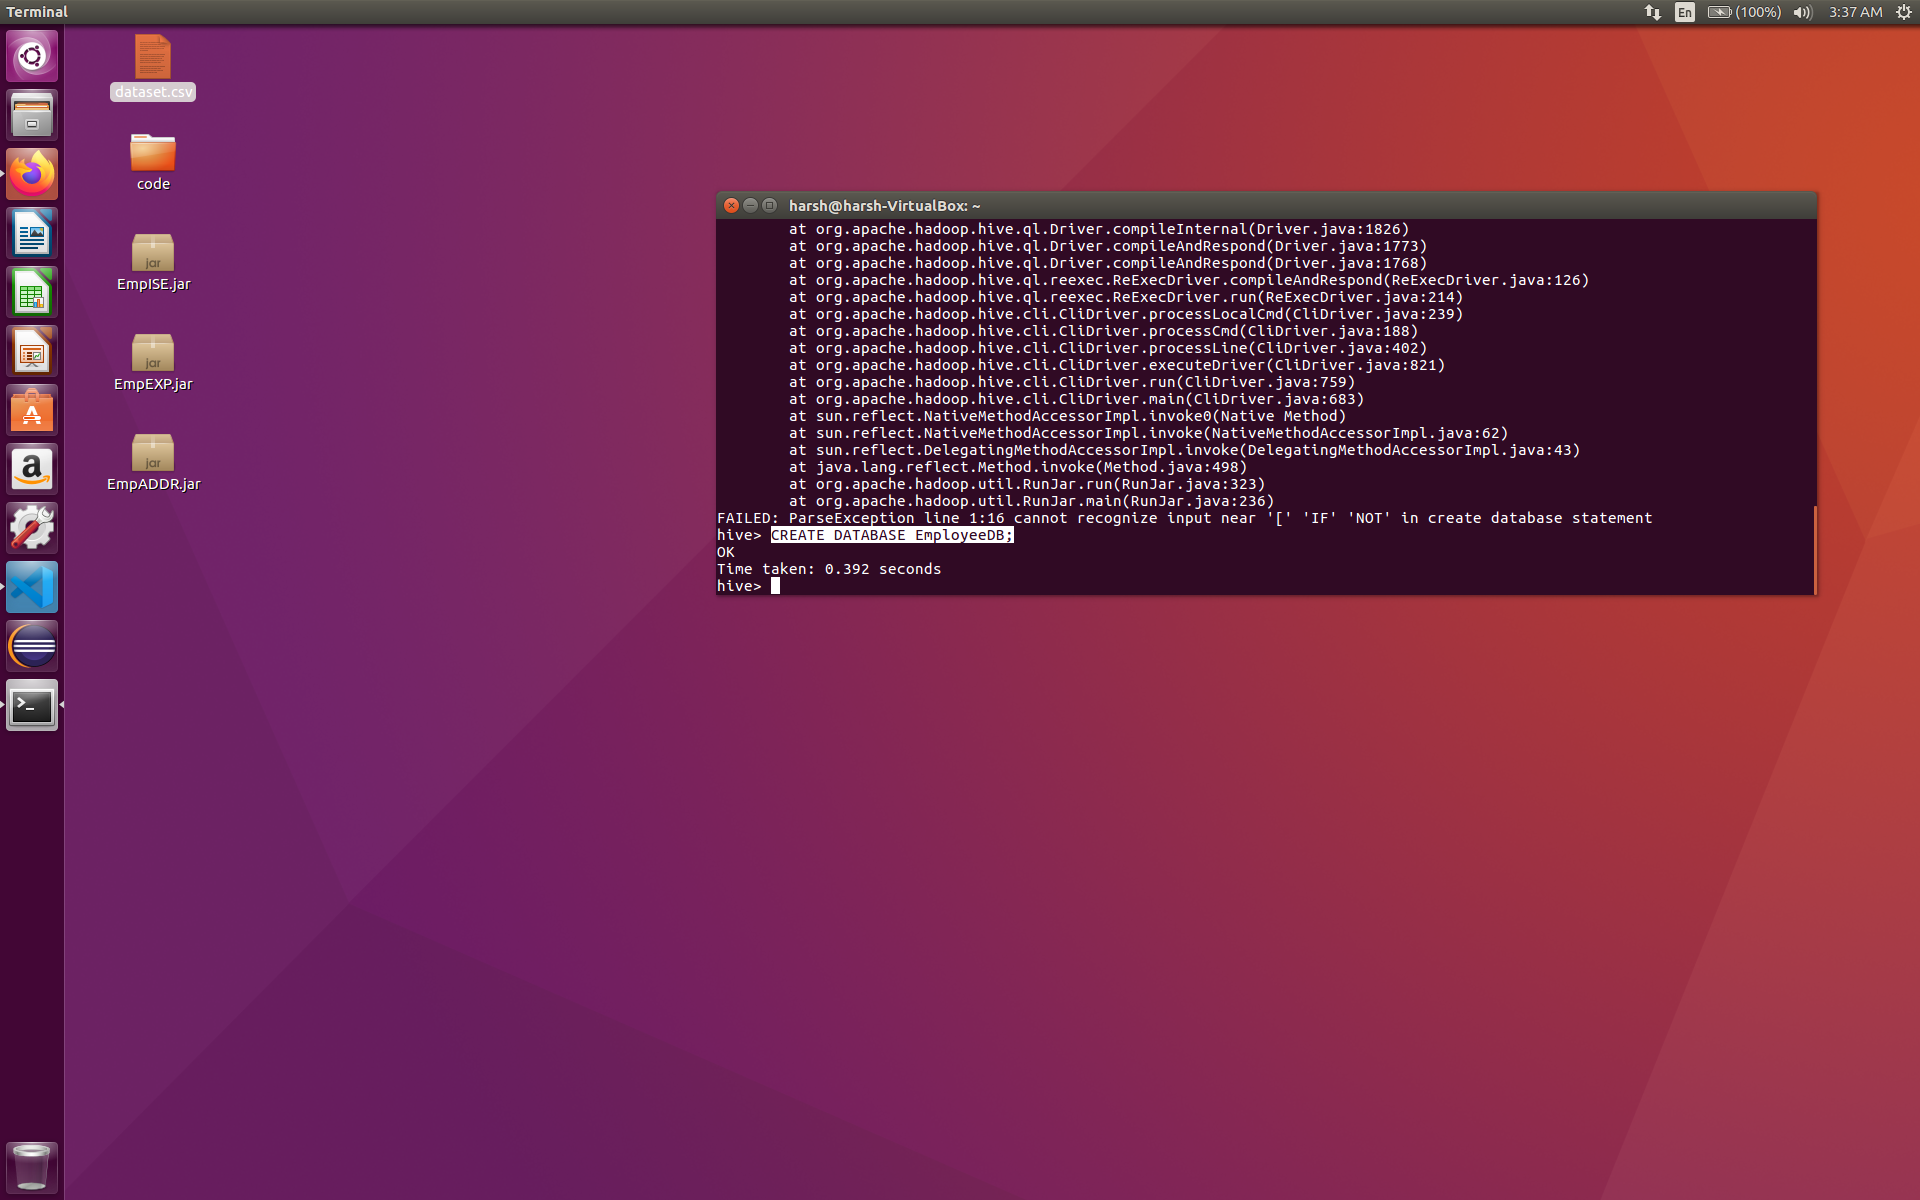 Terminal
En
(100%)
3:37 AM
dataset.csv
code
jar
EmpISE.jar
jar
EmpEXP.jar
jar
EmpADDR.jar
harsh@harsh-VirtualBox: ~
at org.apache.hadoop.hive.ql.Driver.compileInternal(Driver.java:1826)
at org.apache.hadoop.hive.ql.Driver.compileAndRespond(Driver.java:1773)
at org.apache.hadoop.hive.ql.Driver.compileAndRespond(Driver.java:1768)
at org.apache.hadoop.hive.ql.reexec.ReExecDriver.compileAndRespond(ReExecDriver.java:126)
at org.apache.hadoop.hive.ql.reexec.ReExecDriver.run(ReExecDriver.java:214)
at org.apache.hadoop.hive.cli.CliDriver.processLocalCmd(CliDriver.java:239)
at org.apache.hadoop.hive.cli.CliDriver.processCmd(CliDriver.java:188)
at org.apache.hadoop.hive.cli.CliDriver.processLine(CliDriver.java:402)
at org.apache.hadoop.hive.cli.CliDriver.executeDriver(CliDriver.java:821)
at org.apache.hadoop.hive.cli.CliDriver.run(CliDriver.java:759)
at org.apache.hadoop.hive.cli.CliDriver.main(CliDriver.java:683)
at sun.reflect.NativeMethodAccessorImpl.invoke0(Native Method)
at sun.reflect.NativeMethodAccessorImpl.invoke(NativeMethodAccessorImpl.java:62)
at sun.reflect.DelegatingMethodAccessorImpl.invoke(DelegatingMethodAccessorImpl.java:43)
at java.lang.reflect.Method.invoke(Method.java:498)
at org.apache.hadoop.util.RunJar.run(RunJar.java:323)
at org.apache.hadoop.util.RunJar.main(RunJar.java:236)
FAILED: ParseException line 1:16 cannot recognize input near '[' 'IF' 'NOT' in create database statement
hive> CREATE DATABASE EmployeeDB;
OK
Time taken: 0.392 seconds
hive>